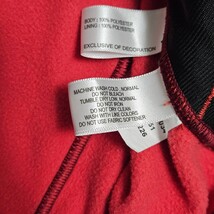 BODY: 100% POLYESTER
LINING: 100% POLYESTER
EXCLUSIVE OF DECORATION
MACHINE WASH COLD, NORMAL
DO NOT BLEACH
TUMBLE DRY LOW, NORMAL
DO NOT IRON
DO NOT DRY CLEAN
WASH WITH LIKE COLORS
DO NOT USE FABRIC SOFTENER